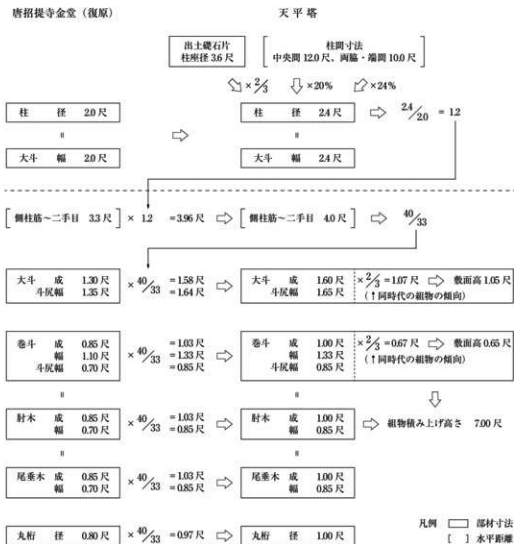 唐招提寺金堂（復原）
天平塔
出土礎石片
柱座径 3.6 尺
柱間寸法
中央間 12.0 尺、両脇・端間 10.0 尺
× 2/3
×20%
×24%
柱 径 2.0 尺
柱 径 2.4 尺
2.4/2.0 = 1.2
〃
〃
大斗 幅 2.0 尺
大斗 幅 2.4 尺
側柱筋～二手目 3.3 尺 × 1.2 = 3.96 尺
側柱筋～二手目 4.0 尺
40/33
大斗 成 1.30 尺
斗尻幅 1.35 尺
× 40/33
= 1.58 尺
= 1.64 尺
大斗 成 1.60 尺
斗尻幅 1.65 尺
× 2/3 = 1.07 尺 敷面高 1.05 尺
（↑同時代の組物の傾向）
巻斗 成 0.85 尺
幅 1.10 尺
斗尻幅 0.70 尺
× 40/33
= 1.03 尺
= 1.33 尺
= 0.85 尺
巻斗 成 1.00 尺
幅 1.33 尺
斗尻幅 0.85 尺
× 2/3 = 0.67 尺 敷面高 0.65 尺
（↑同時代の組物の傾向）
〃
〃
肘木 成 0.85 尺
幅 0.70 尺
× 40/33
= 1.03 尺
= 0.85 尺
肘木 成 1.00 尺
幅 0.85 尺
組物積み上げ高さ 7.00 尺
〃
〃
尾垂木 成 0.85 尺
幅 0.70 尺
× 40/33
= 1.03 尺
= 0.85 尺
尾垂木 成 1.00 尺
幅 0.85 尺
丸桁 径 0.80 尺
× 40/33
= 0.97 尺
丸桁 径 1.00 尺
凡例 部材寸法
[ ] 水平距離